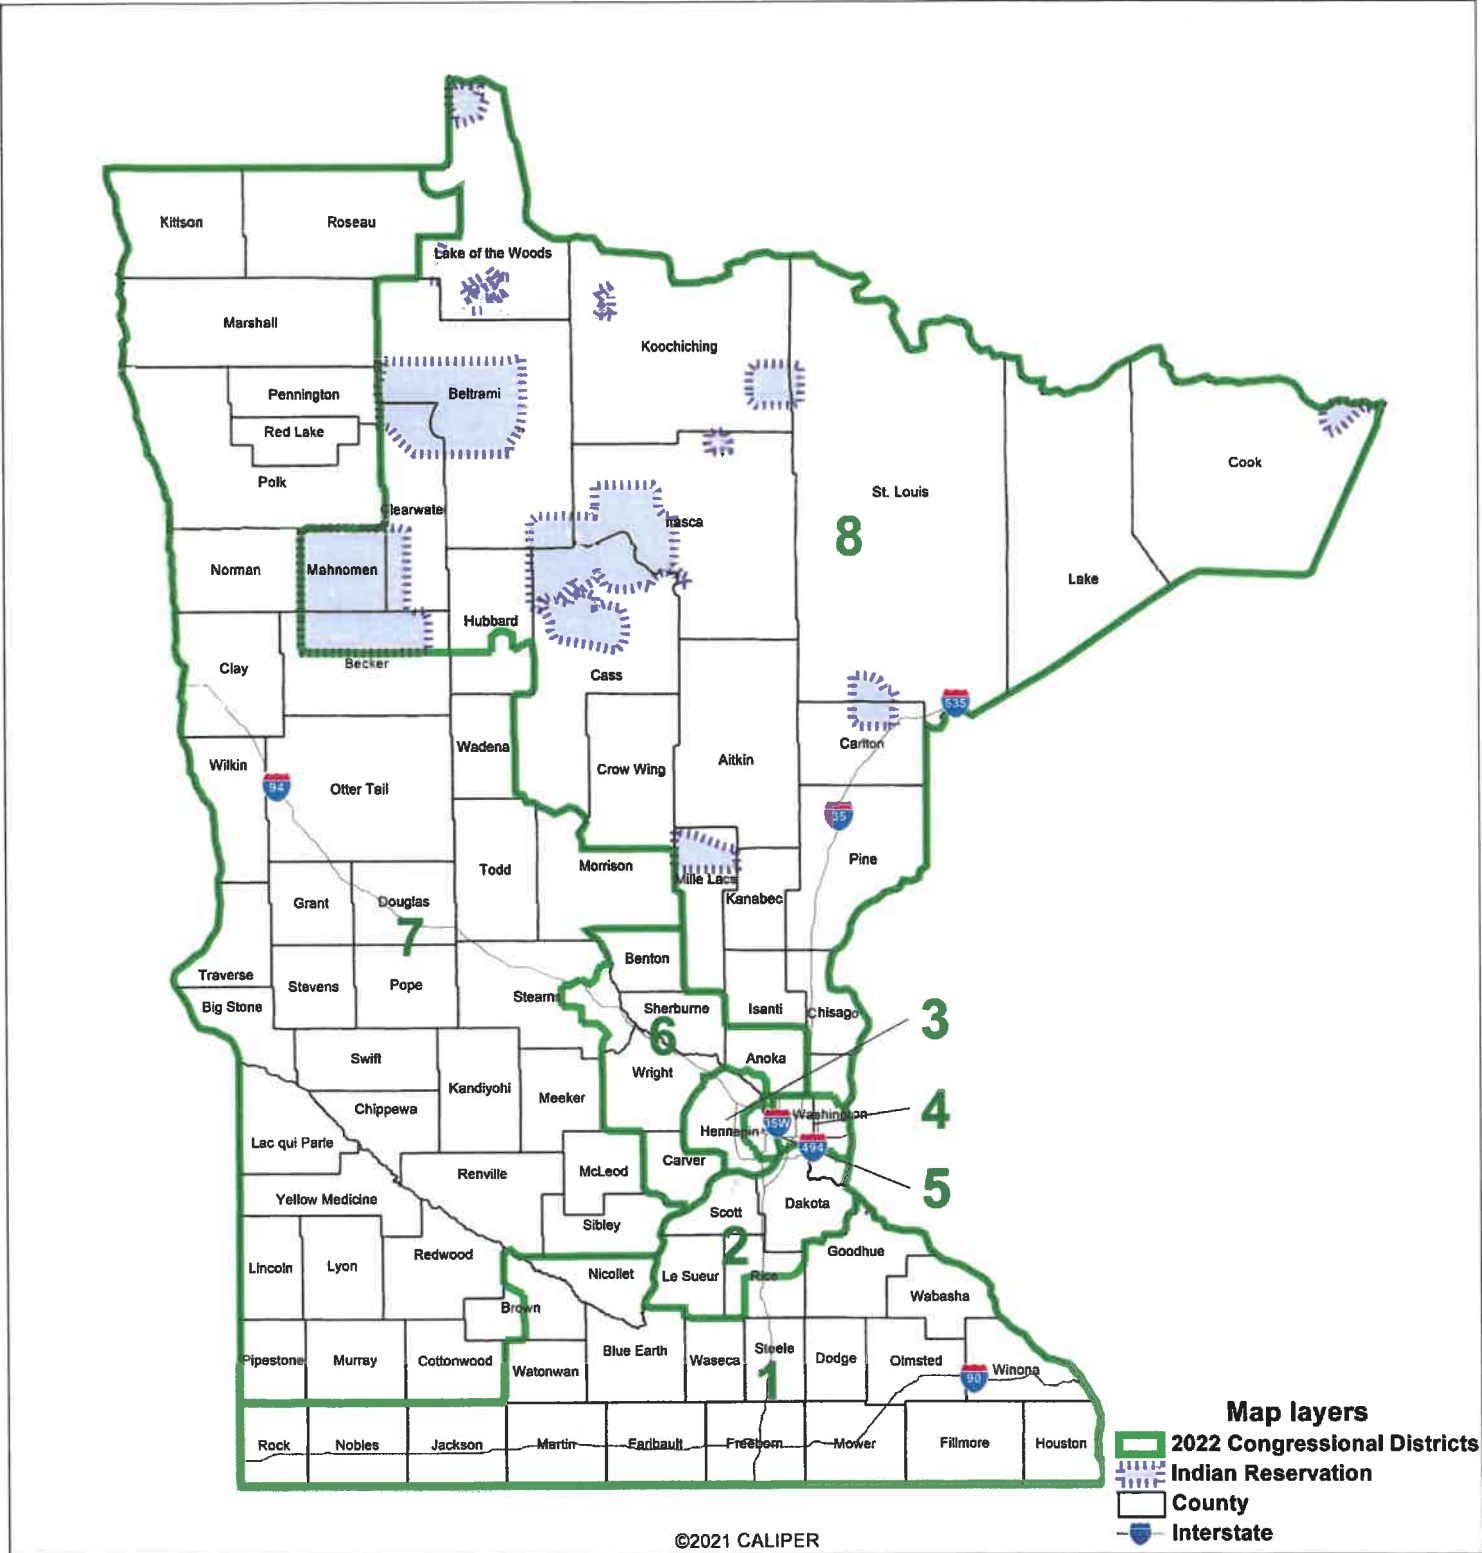 Kittson
Roseau
Lake of the Woods
Marshall
Koochiching
Pennington
Beltrami
Red Lake
Polk
Cook
St. Louis
Clearwater
Itasca
8
Norman
Mahnomen
Lake
Hubbard
Clay
Becker
Cass
535
Wadena
Carlton
Wilkin
Aitkin
Crow Wing
94
Otter Tail
35
Pine
Todd
Morrison
Mille Lacs
Kanabec
Grant
Douglas
7
Benton
Traverse
Stevens
Pope
Stearns
Big Stone
Sherburne
Isanti
Chisago
3
6
Swift
Anoka
Wright
Kandiyohi
Meeker
Chippewa
4
Washington
35W
Hennepin
Lac qui Parle
494
Carver
McLeod
Renville
5
Yellow Medicine
Dakota
Scott
Sibley
2
Goodhue
Redwood
Lincoln
Lyon
Nicollet
Le Sueur
Rice
Wabasha
Brown
Pipestone
Murray
Cottonwood
Watonwan
Blue Earth
Waseca
Steele
Dodge
Olmsted
Winona
90
1
Rock
Nobles
Jackson
Martin
Faribault
Freeborn
Mower
Fillmore
Houston
Map layers
2022 Congressional Districts
Indian Reservation
County
Interstate
©2021 CALIPER